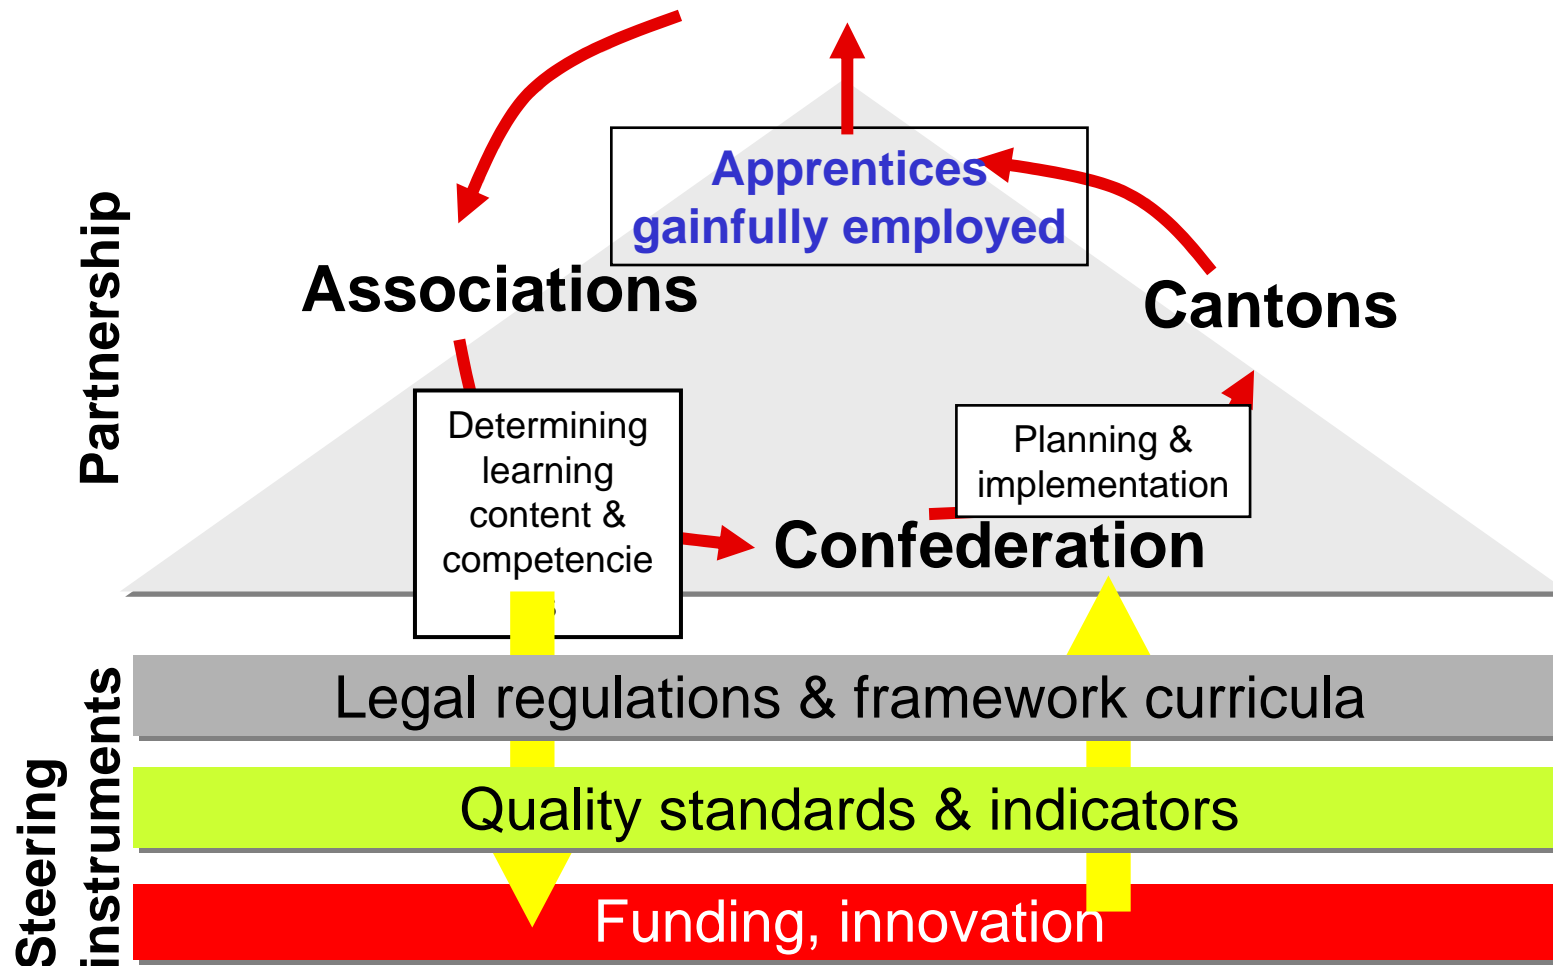 Partnership
Apprentices
gainfully employed
Associations
Cantons
Determining
learning
content &
competencie
s
Planning &
implementation
Confederation
Steering
instruments
Legal regulations & framework curricula
Quality standards & indicators
Funding, innovation